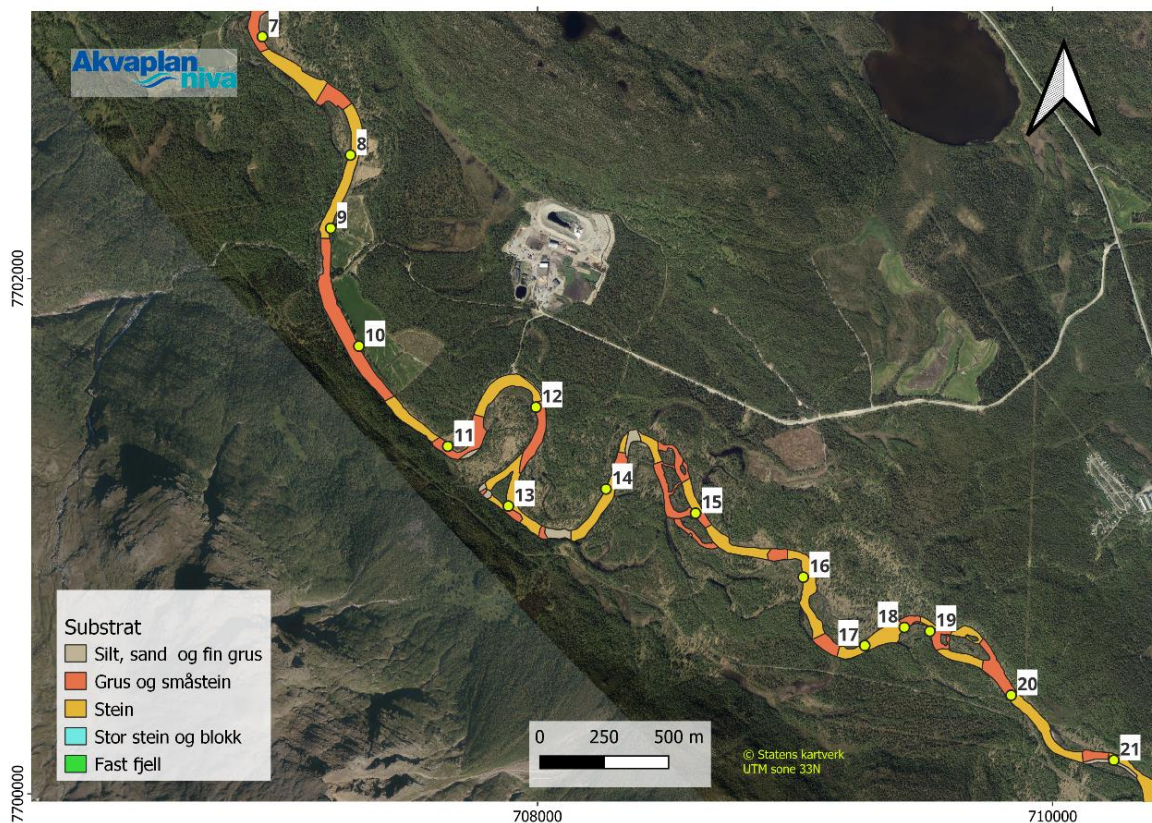 7
Akvaplan
niva
8
9
7702000
10
11
12
13
14
15
16
17
18
19
20
21
Substrat
Silt, sand og fin grus
Grus og småstein
Stein
Stor stein og blokk
Fast fjell
0 250 500 m
© Statens kartverk
UTM sone 33N
7700000
708000
710000